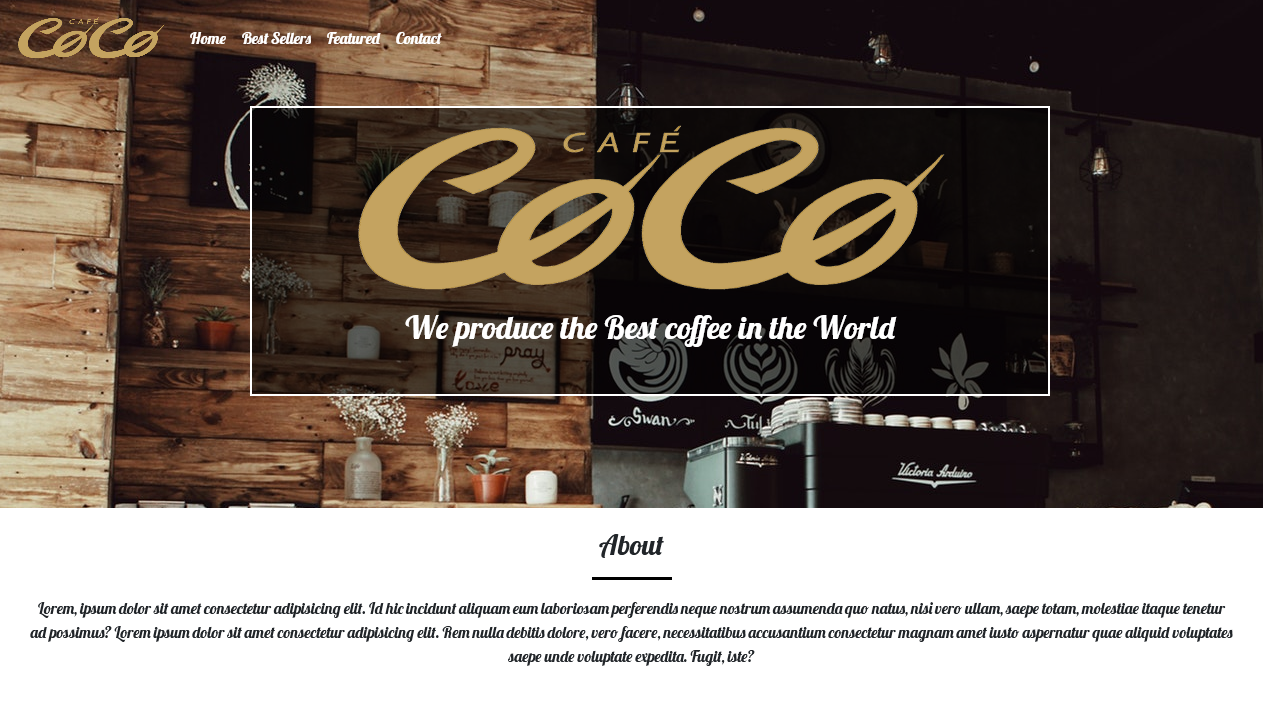 CAFÉ
CoCo
Home Best Sellers Featured Contact
CAFÉ
CoCo
We produce the Best coffee in the World
pray
love
Swan
Victoria Arduino
Victoria Arduino
About
Lorem, ipsum dolor sit amet consectetur adipisicing elit. Id hic incidunt aliquam eum laboriosam perferendis neque nostrum assumenda quo natus, nisi vero ullam, saepe totam, molestiae itaque tenetur
ad possimus? Lorem ipsum dolor sit amet consectetur adipisicing elit. Rem nulla debitis dolore, vero facere, necessitatibus accusantium consectetur magnam amet iusto aspernatur quae aliquid voluptates
saepe unde voluptate expedita. Fugit, iste?